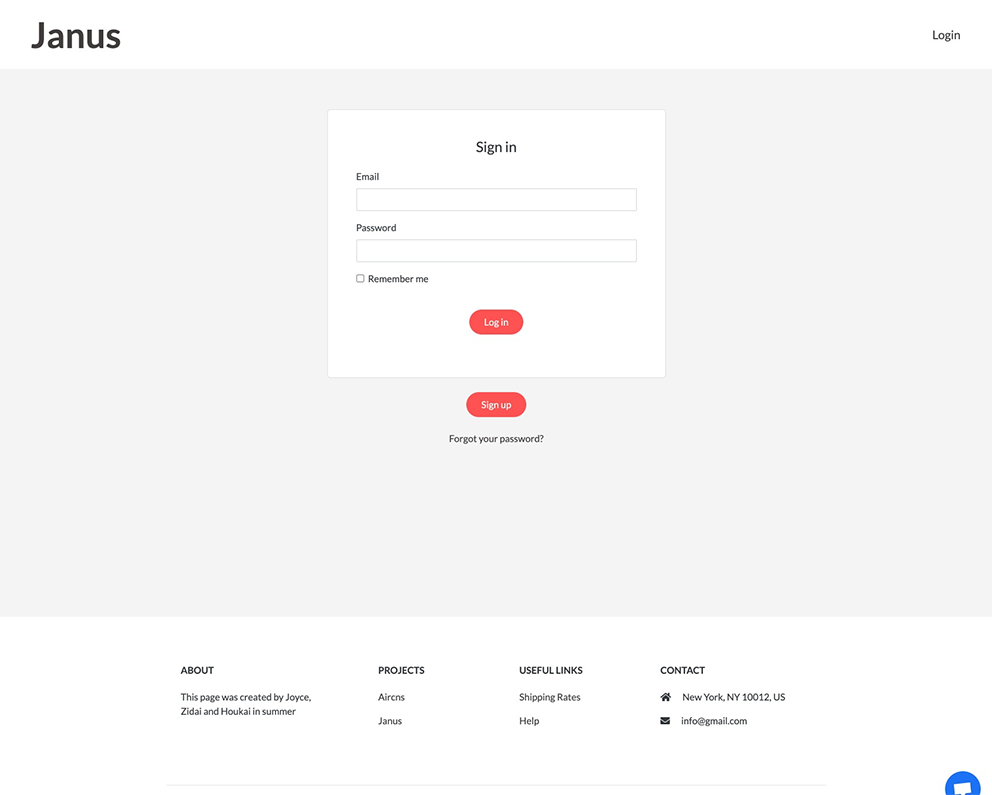 Janus
Login
Sign in
Email
Password
Remember me
Log in
Sign up
Forgot your password?
ABOUT
This page was created by Joyce,
Zidai and Houkai in summer
PROJECTS
Aircns
Janus
USEFUL LINKS
Shipping Rates
Help
CONTACT
New York, NY 10012, US
info@gmail.com